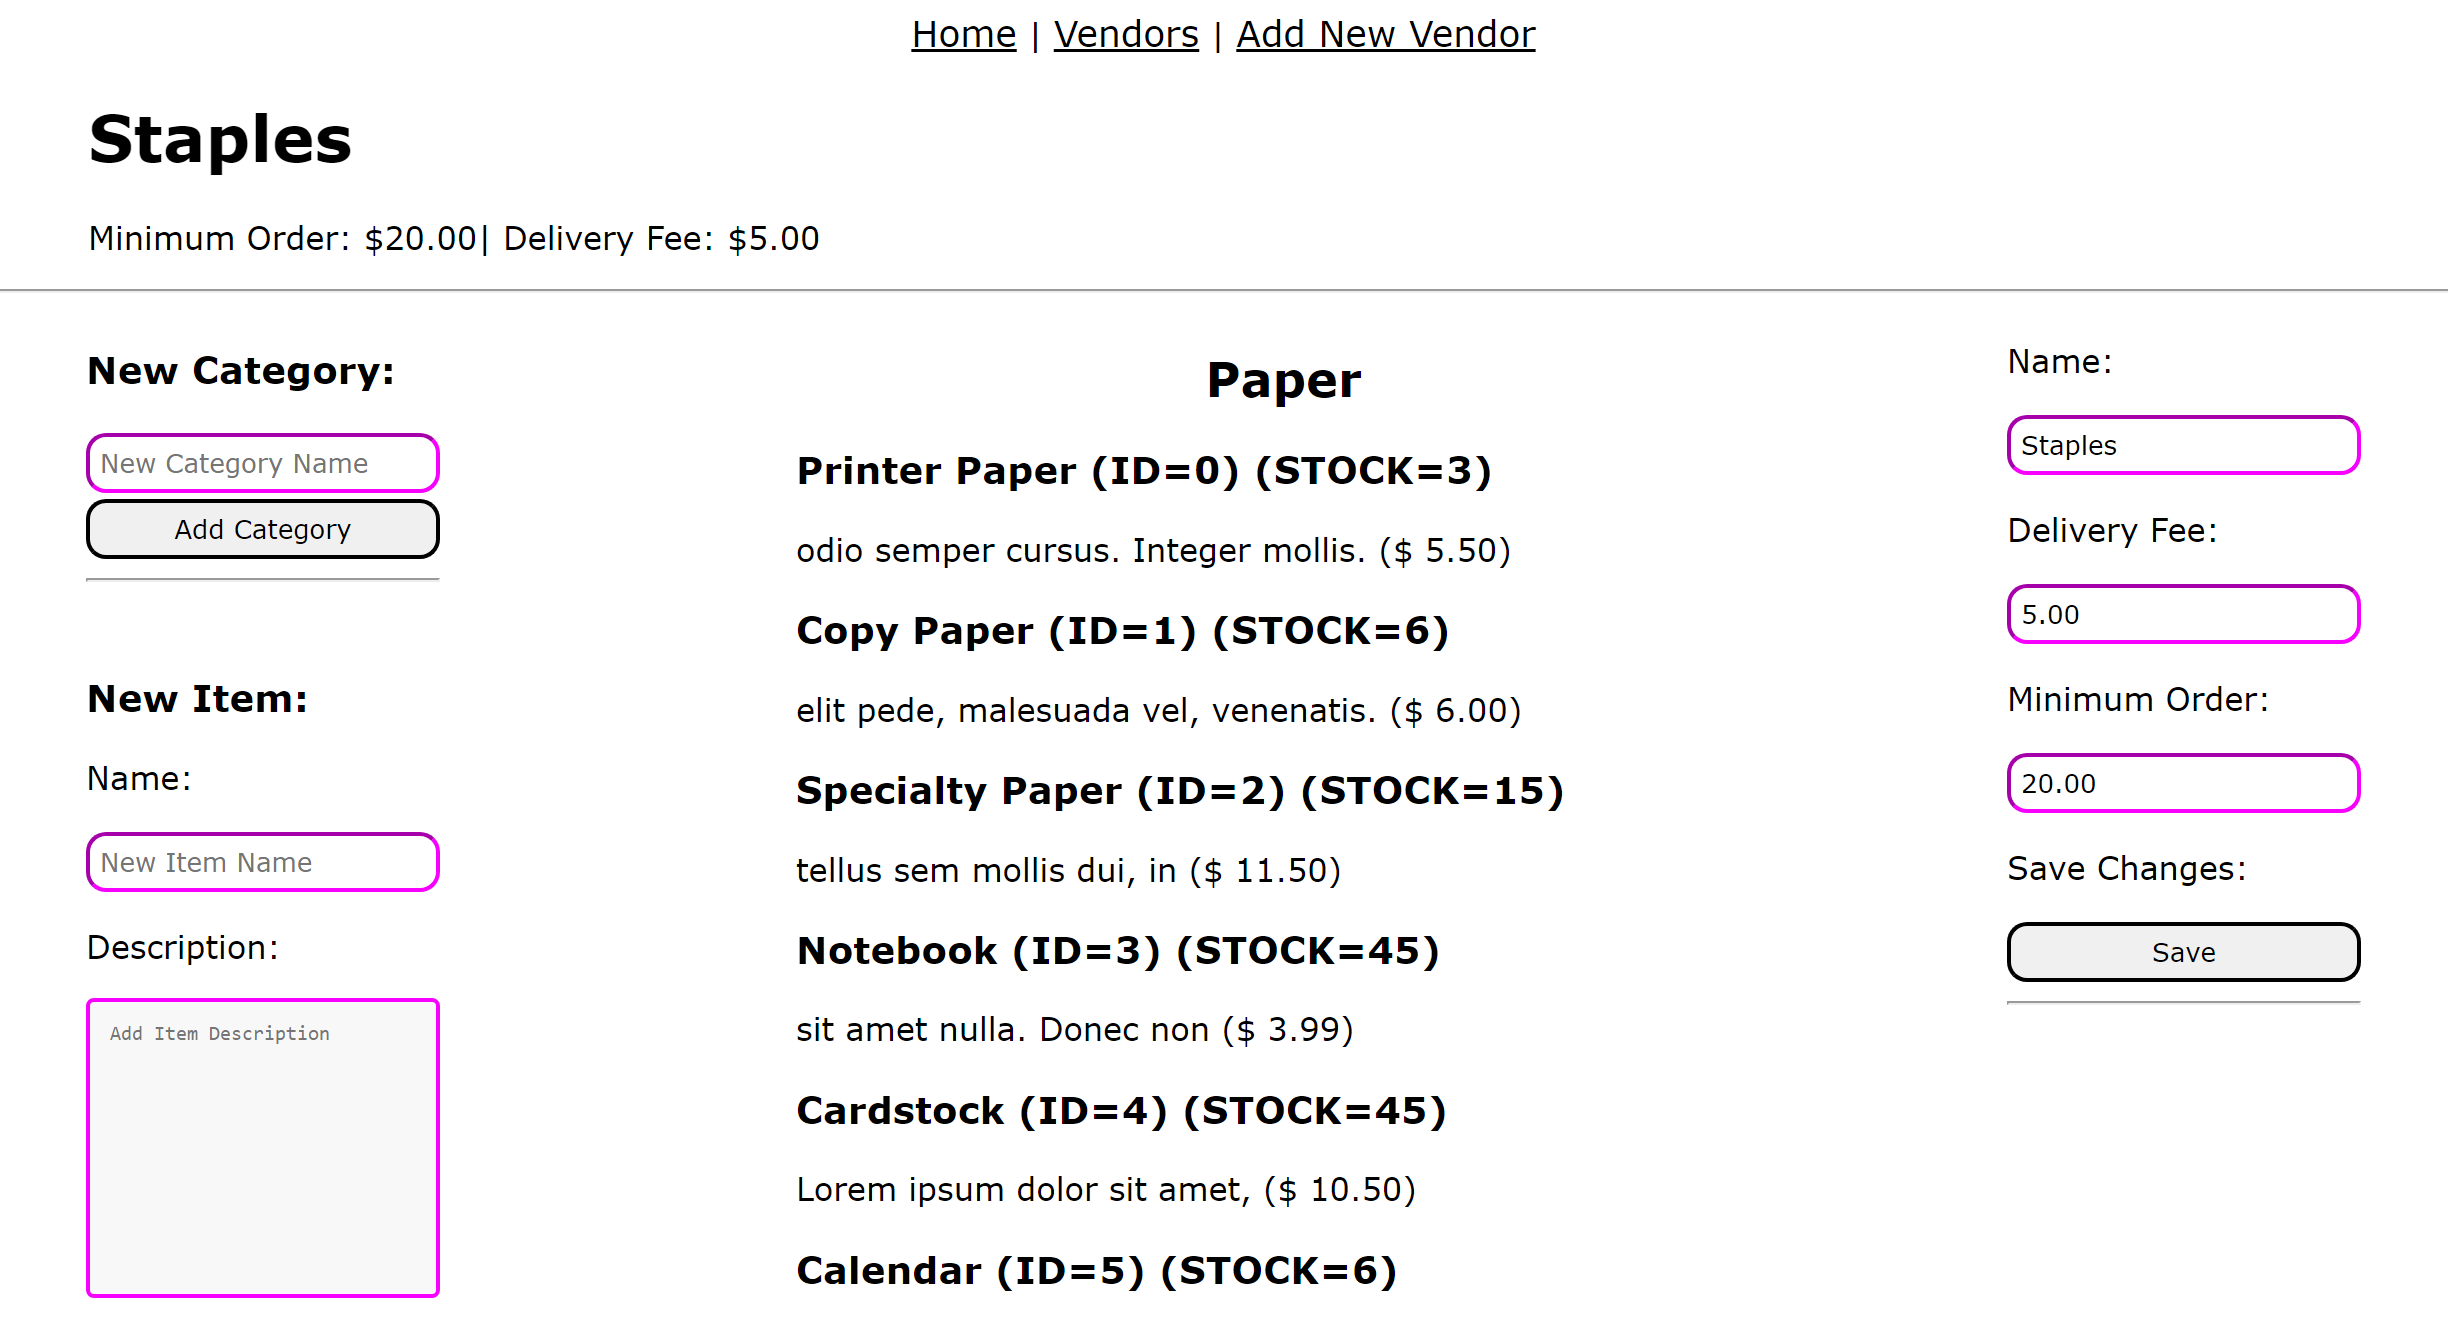 Home | Vendors | Add New Vendor
Staples
Minimum Order: $20.00| Delivery Fee: $5.00
New Category:
New Category Name
Add Category
New Item:
Name:
New Item Name
Description:
Add Item Description
Paper
Printer Paper (ID=0) (STOCK=3)
odio semper cursus. Integer mollis. ($ 5.50)
Copy Paper (ID=1) (STOCK=6)
elit pede, malesuada vel, venenatis. ($ 6.00)
Specialty Paper (ID=2) (STOCK=15)
tellus sem mollis dui, in ($ 11.50)
Notebook (ID=3) (STOCK=45)
sit amet nulla. Donec non ($ 3.99)
Cardstock (ID=4) (STOCK=45)
Lorem ipsum dolor sit amet, ($ 10.50)
Calendar (ID=5) (STOCK=6)
Name:
Staples
Delivery Fee:
5.00
Minimum Order:
20.00
Save Changes:
Save